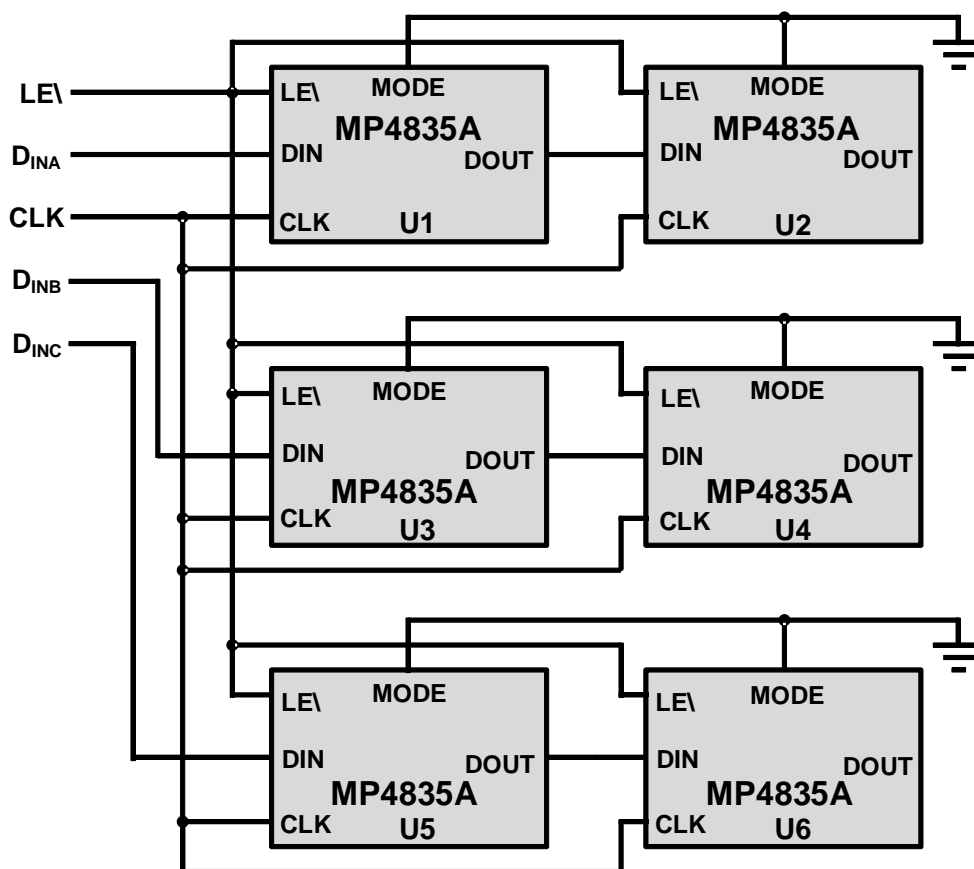 LE\
DINA
CLK
DINB
DINC
LE\
MODE
MP4835A
DIN
DOUT
CLK
U1
LE\
MODE
MP4835A
DIN
DOUT
CLK
U2
LE\
MODE
DIN
DOUT
MP4835A
CLK
U3
LE\
MODE
DIN
DOUT
MP4835A
CLK
U4
LE\
MODE
DIN
DOUT
MP4835A
CLK
U5
LE\
MODE
DIN
DOUT
MP4835A
CLK
U6